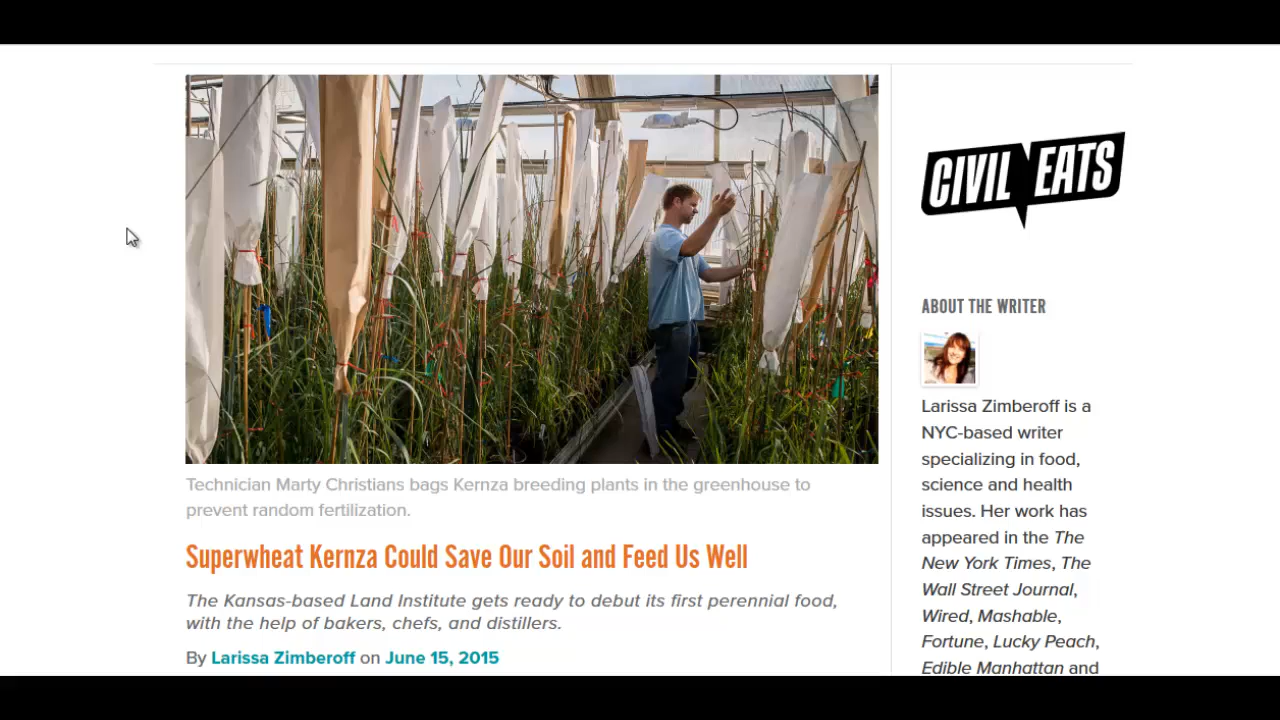 Technician Marty Christians bags Kernza breeding plants in the greenhouse to
prevent random fertilization.
Superwheat Kernza Could Save Our Soil and Feed Us Well
The Kansas-based Land Institute gets ready to debut its first perennial food,
with the help of bakers, chefs, and distillers.
By Larissa Zimberoff on June 15, 2015
CIVIL EATS
ABOUT THE WRITER
Larissa Zimberoff is a
NYC-based writer
specializing in food,
science and health
issues. Her work has
appeared in the The
New York Times, The
Wall Street Journal,
Wired, Mashable,
Fortune, Lucky Peach,
Edible Manhattan and